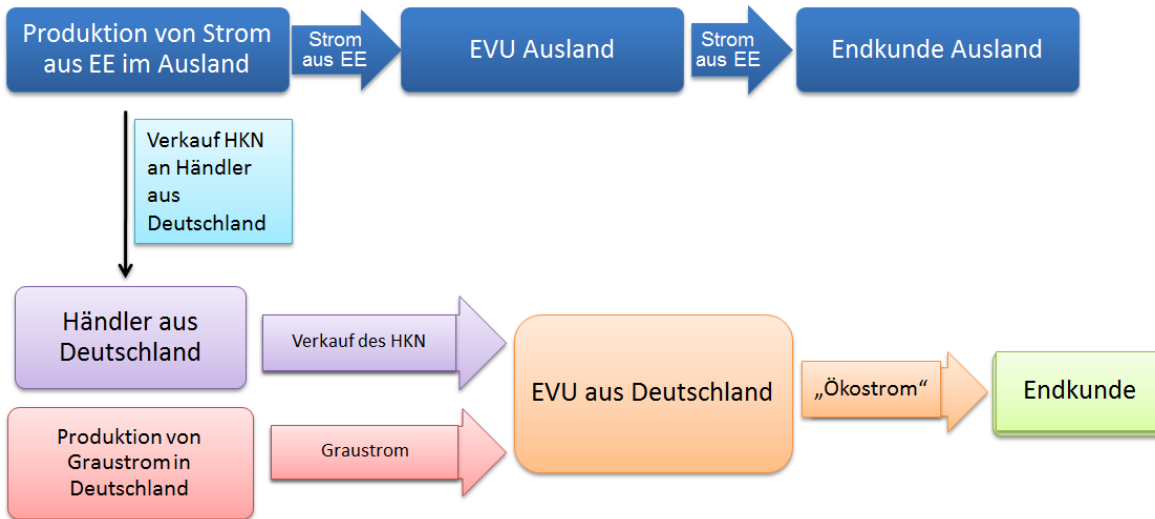 Produktion von Strom
aus EE im Ausland
Strom
aus EE
EVU Ausland
Strom
aus EE
Endkunde Ausland
Verkauf HKN
an Händler
aus
Deutschland
Händler aus
Deutschland
Verkauf des HKN
EVU aus Deutschland
„Ökostrom“
Endkunde
Produktion von
Graustrom in
Deutschland
Graustrom